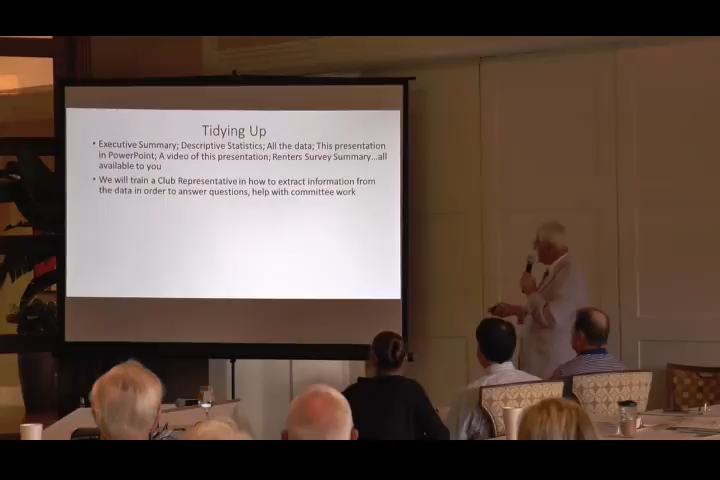 Tidying Up
• Executive Summary; Descriptive Statistics; All the data; This presentation
in PowerPoint; A video of this presentation; Renters Survey Summary...all
available to you
• We will train a Club Representative in how to extract information from
the data in order to answer questions, help with committee work